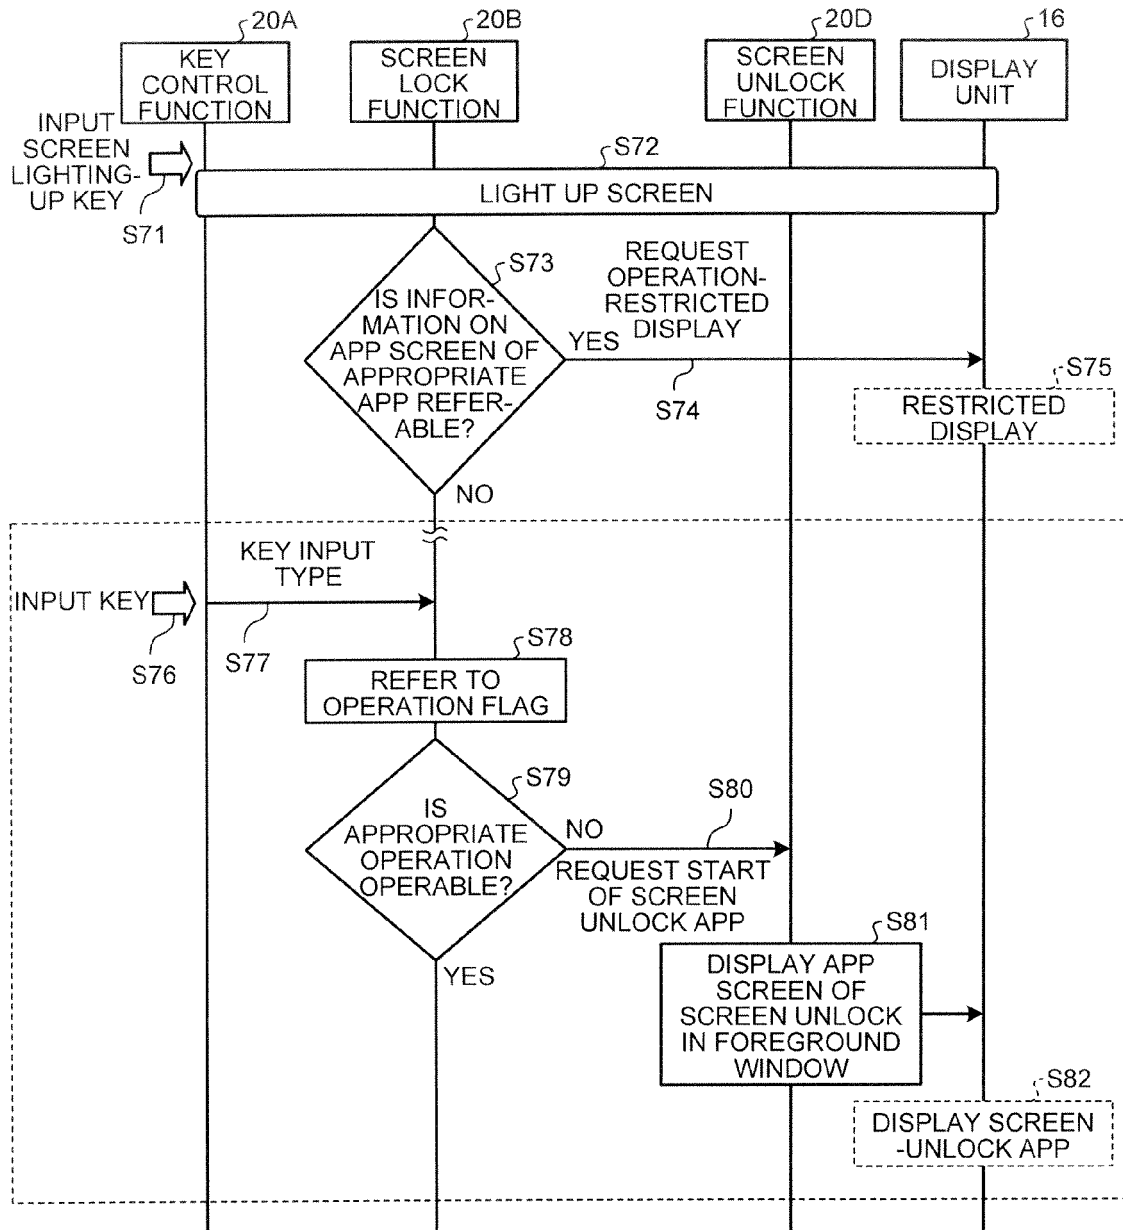 20A
20B
20D
16
KEY
CONTROL
FUNCTION
SCREEN
LOCK
FUNCTION
SCREEN
UNLOCK
FUNCTION
DISPLAY
UNIT
INPUT
SCREEN
LIGHTING-
UP KEY
S71
S72
LIGHT UP SCREEN
S73
IS INFOR-
MATION ON
APP SCREEN OF
APPROPRIATE
APP REFER-
ABLE?
YES
REQUEST
OPERATION-
RESTRICTED
DISPLAY
S74
S75
RESTRICTED
DISPLAY
NO
INPUT KEY
S76
KEY INPUT
TYPE
S77
S78
REFER TO
OPERATION FLAG
S79
IS
APPROPRIATE
OPERATION
OPERABLE?
NO
S80
REQUEST START
OF SCREEN
UNLOCK APP
YES
S81
DISPLAY APP
SCREEN OF
SCREEN UNLOCK
IN FOREGROUND
WINDOW
S82
DISPLAY SCREEN
-UNLOCK APP